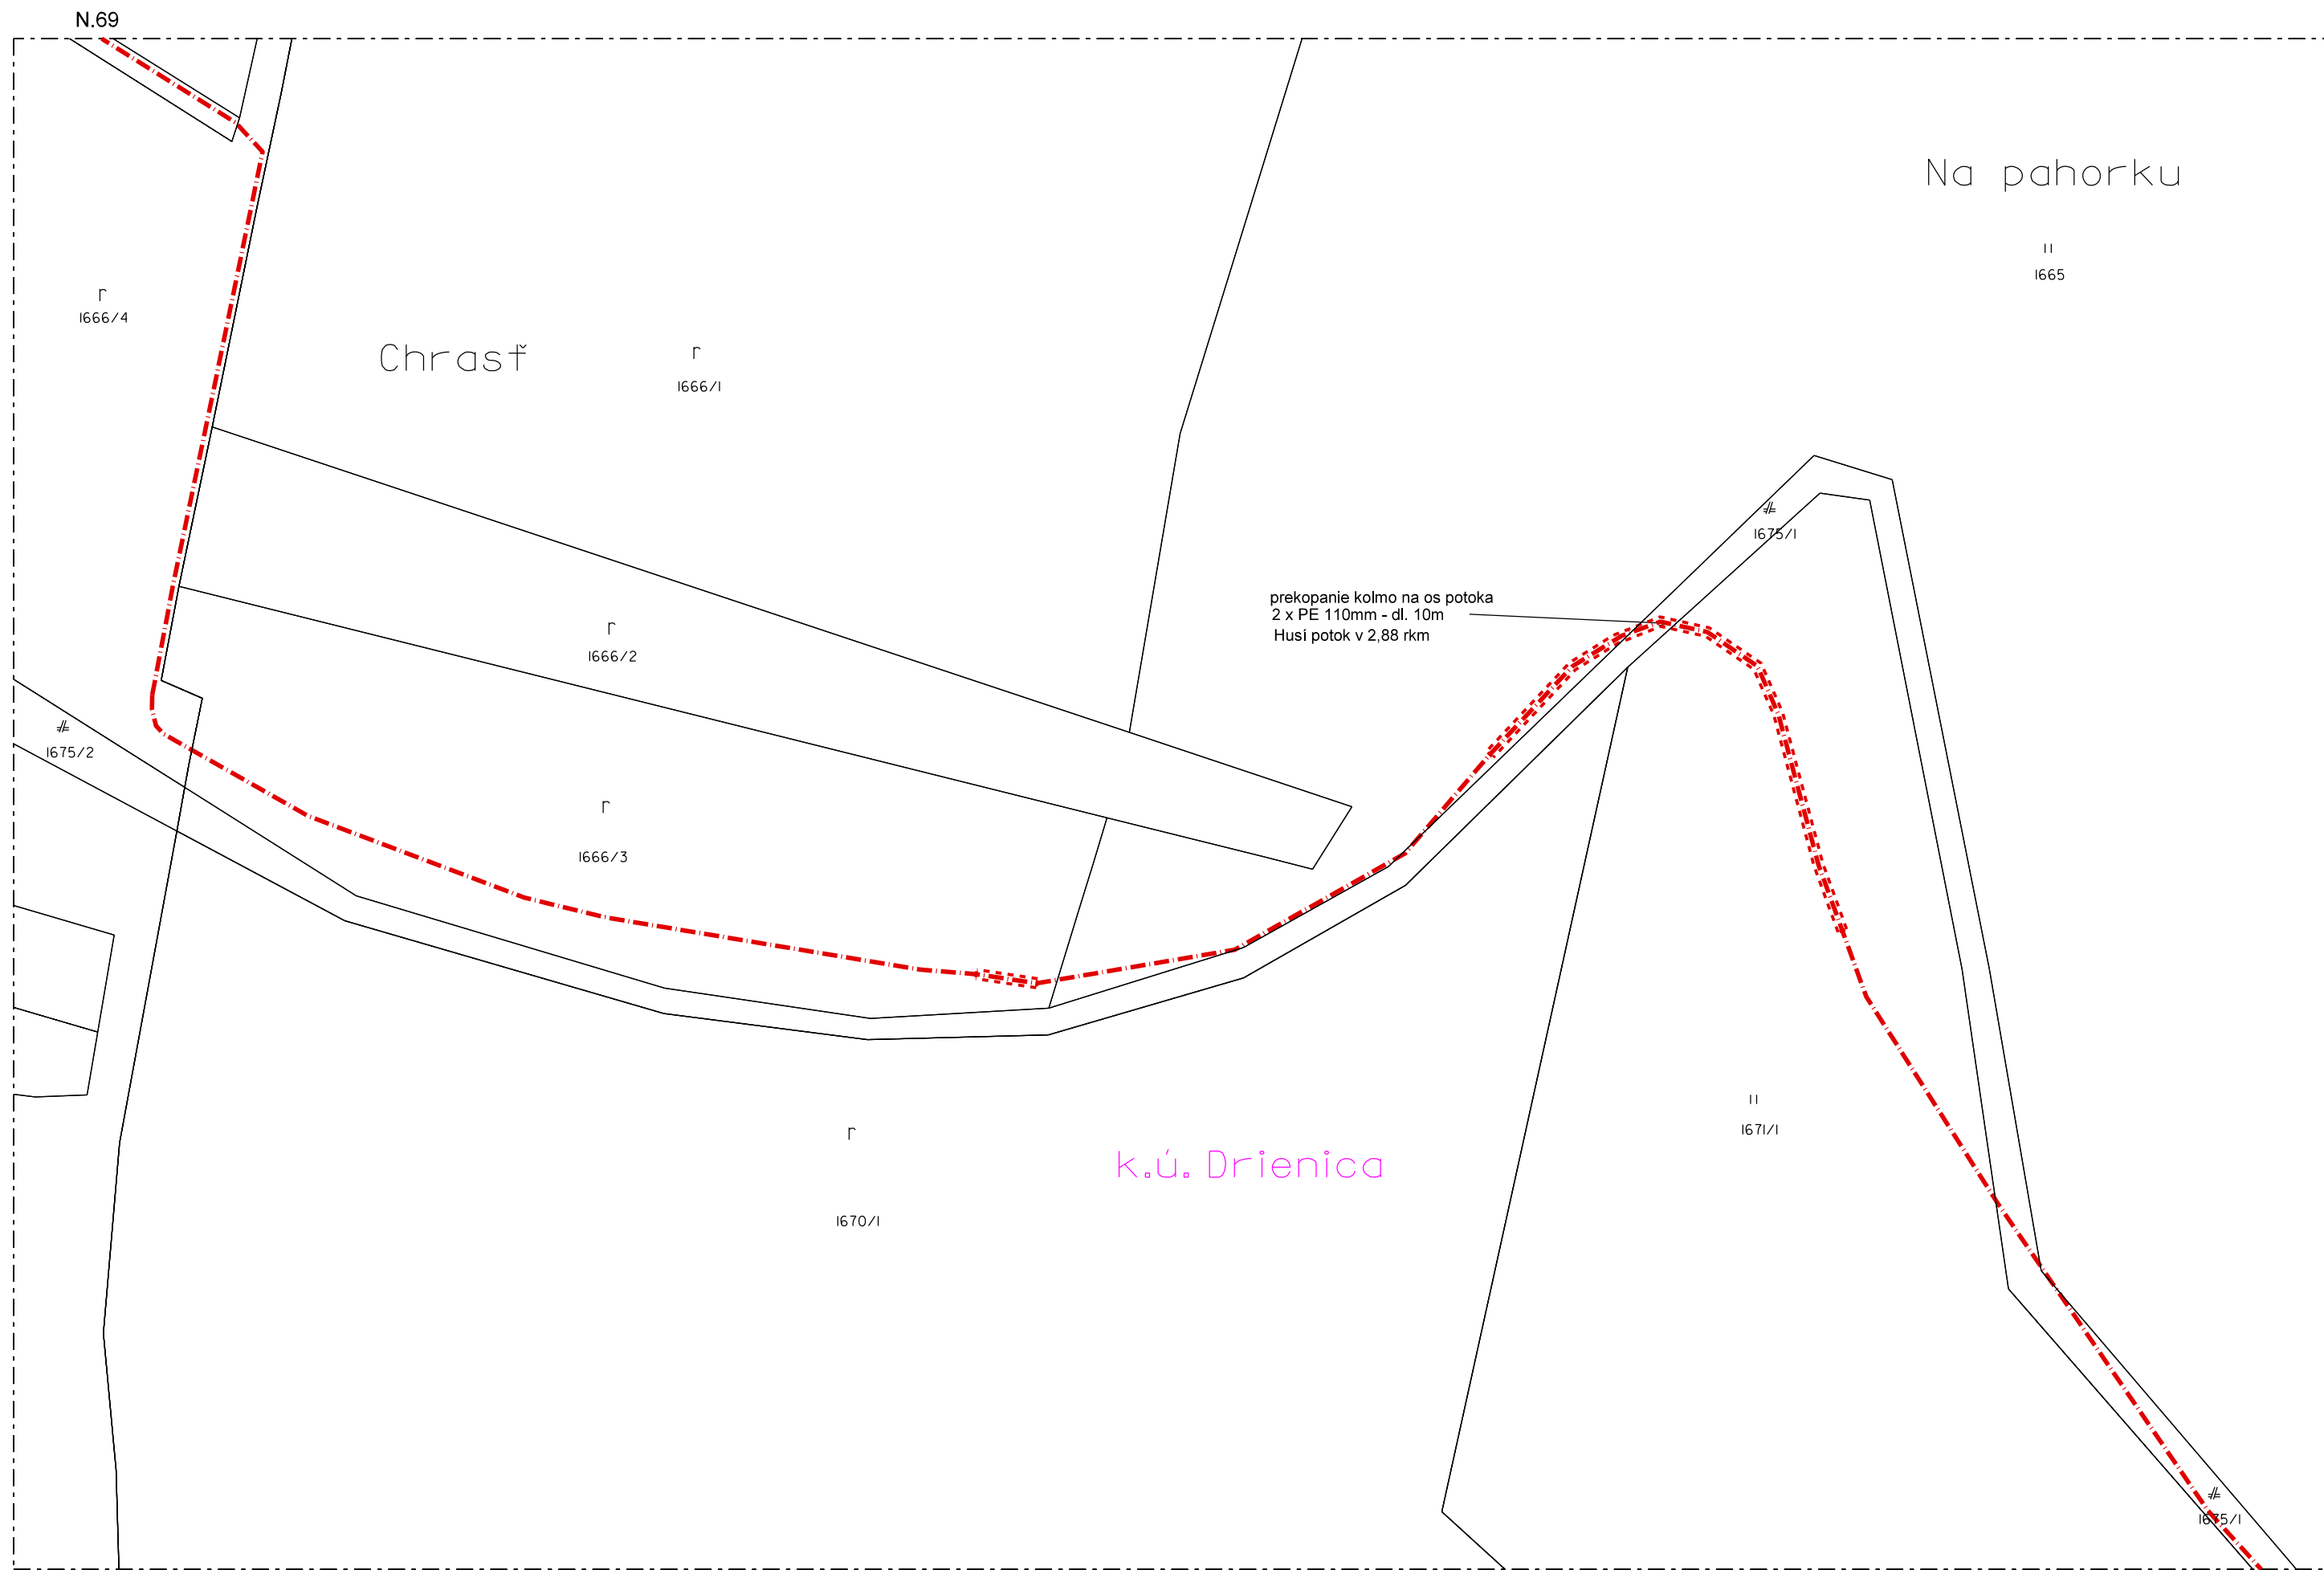 N.69
Na pahorku
II
1665
r
1666/4
Chrasť
r
1666/1
1675/1
prekopanie kolmo na os potoka
2 x PE 110mm - dl. 10m
Husí potok v 2,88 rkm
r
1666/2
1675/2
r
1666/3
II
1671/1
r
k.ú. Drienica
1670/1
1675/1